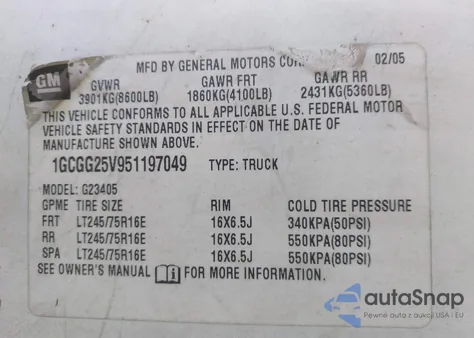 MFD BY GENERAL MOTORS 02/05
GM
GVWR GAWR FRT GAWR RR
3901KG(8600LB) 1860KG(4100LB) 2431KG(5360LB)
THIS VEHICLE CONFORMS TO ALL APPLICABLE U.S. FEDERAL MOTOR
VEHICLE SAFETY STANDARDS IN EFFECT ON THE DATE OF
MANUFACTURE SHOWN ABOVE.
1GCGG25V951197049 TYPE: TRUCK
MODEL: G23405
GPME TIRE SIZE RIM COLD TIRE PRESSURE
FRT LT245/75R16E 16X6.5J 340KPA(50PSI)
RR LT245/75R16E 16X6.5J 550KPA(80PSI)
SPA LT245/75R16E 16X6.5J 550KPA(80PSI)
SEE OWNER'S MANUAL FOR MORE INFORMATION.
autoSnap
Pewne auta z aukcji USA i EU